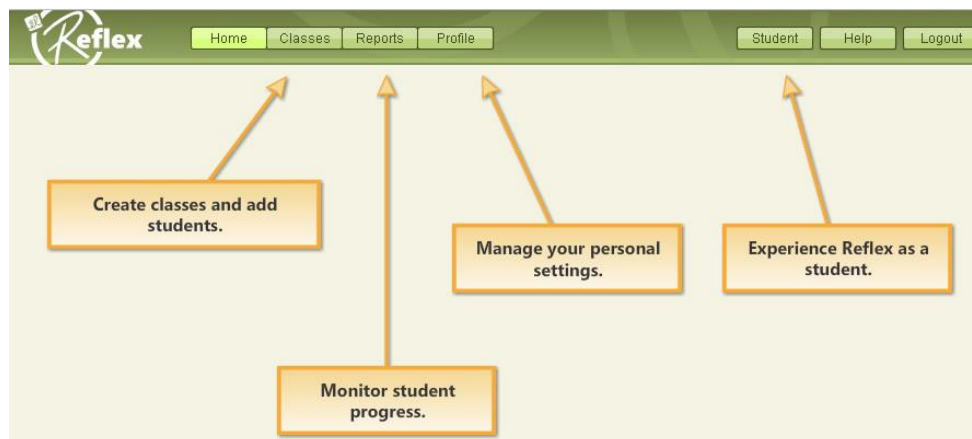 Reflex
Home Classes Reports Profile Student Help Logout
Create classes and add
students.
Manage your personal
settings.
Experience Reflex as a
student.
Monitor student
progress.